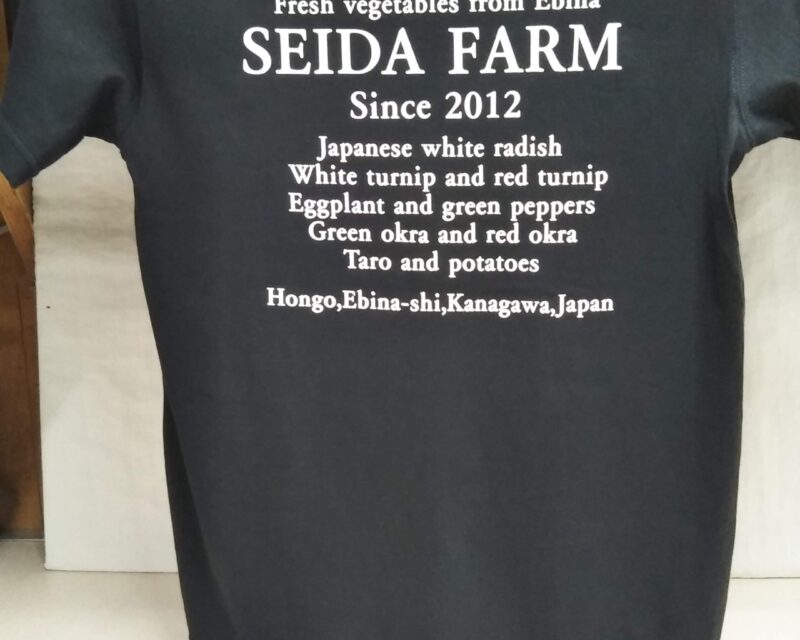 Fresh vegetables from Ebina
SEIDA FARM
Since 2012
Japanese white radish
White turnip and red turnip
Eggplant and green peppers
Green okra and red okra
Taro and potatoes
Hongo,Ebina-shi,Kanagawa,Japan